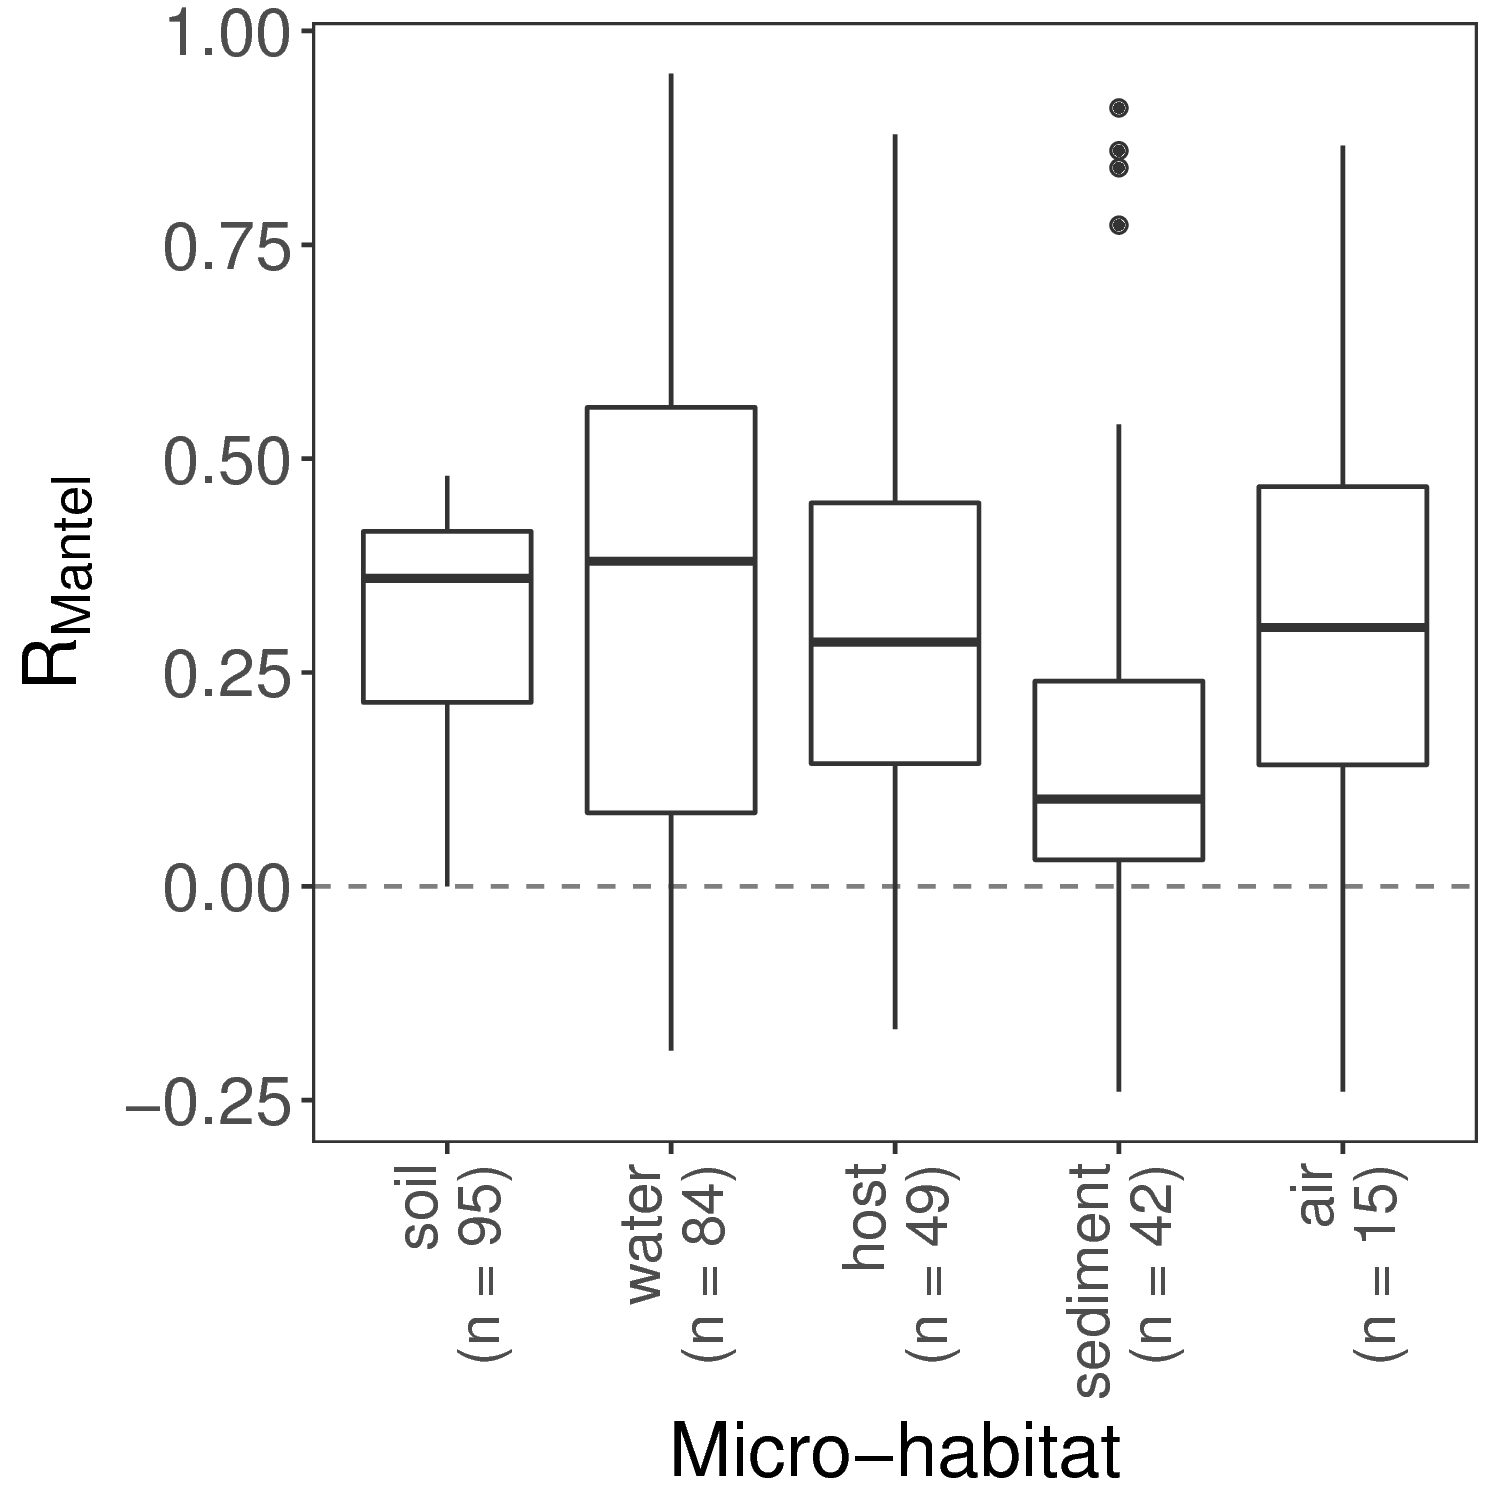 1.00
0.75
0.50
0.25
0.00
−0.25
RMantel
soil
(n = 95)
water
(n = 84)
host
(n = 49)
sediment
(n = 42)
air
(n = 15)
Micro−habitat